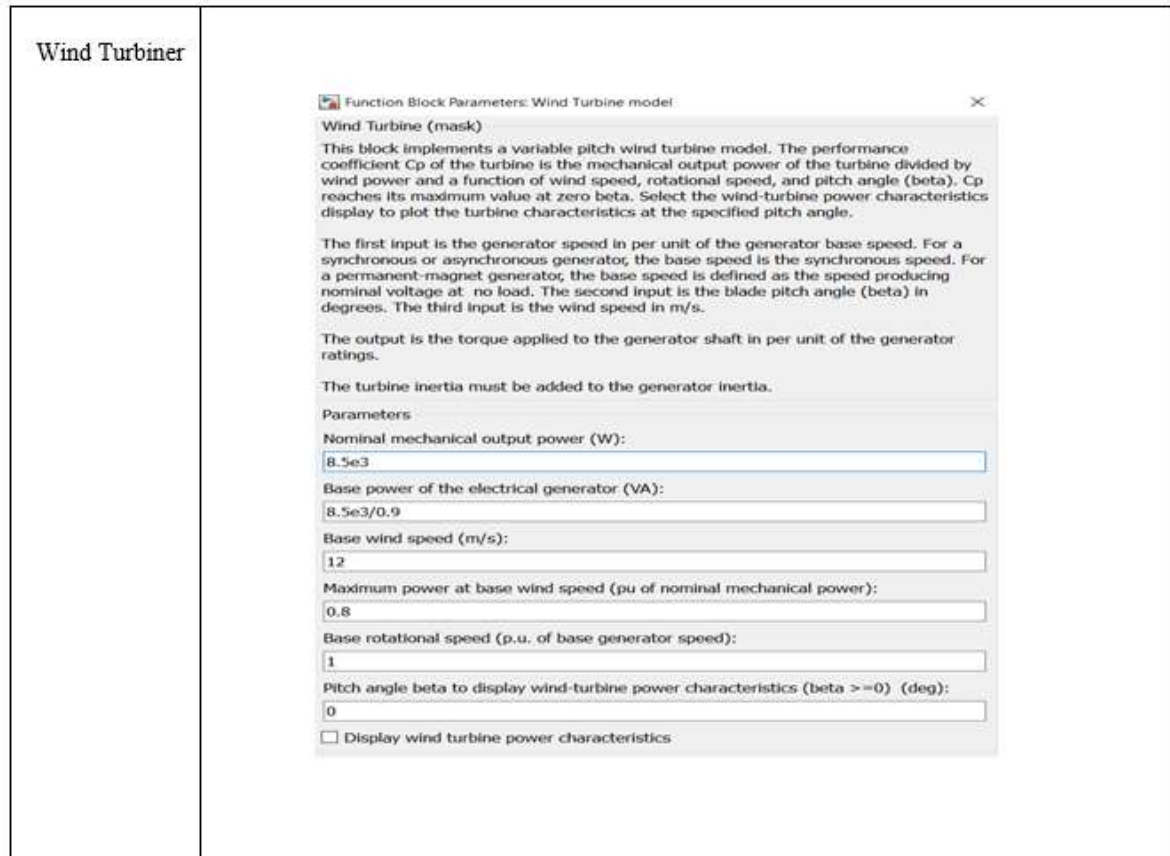 Wind Turbiner
Function Block Parameters: Wind Turbine model
Wind Turbine (mask)
This block implements a variable pitch wind turbine model. The performance
coefficient Cp of the turbine is the mechanical output power of the turbine divided by
wind power and a function of wind speed, rotational speed, and pitch angle (beta). Cp
reaches its maximum value at zero beta. Select the wind-turbine power characteristics
display to plot the turbine characteristics at the specified pitch angle.
The first input is the generator speed in per unit of the generator base speed. For a
synchronous or asynchronous generator, the base speed is the synchronous speed. For
a permanent-magnet generator, the base speed is defined as the speed producing
nominal voltage at no load. The second input is the blade pitch angle (beta) in
degrees. The third input is the wind speed in m/s.
The output is the torque applied to the generator shaft in per unit of the generator
ratings.
The turbine inertia must be added to the generator inertia.
Parameters
Nominal mechanical output power (W):
8.5e3
Base power of the electrical generator (VA):
8.5e3/0.9
Base wind speed (m/s):
12
Maximum power at base wind speed (pu of nominal mechanical power):
0.8
Base rotational speed (p.u. of base generator speed):
1
Pitch angle beta to display wind-turbine power characteristics (beta >=0) (deg):
0
Display wind turbine power characteristics